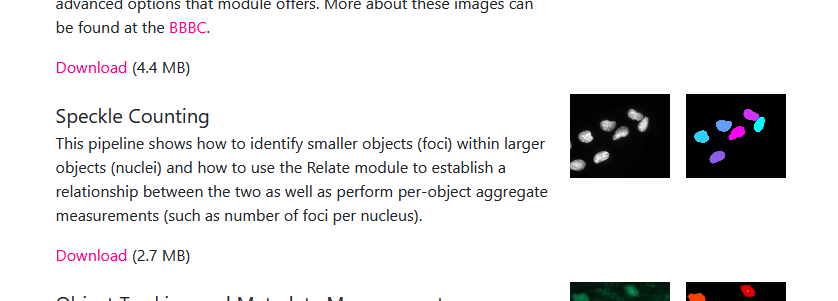 advanced options that module offers. More about these images can
be found at the BBBC.
Download (4.4 MB)
Speckle Counting
This pipeline shows how to identify smaller objects (foci) within larger
objects (nuclei) and how to use the Relate module to establish a
relationship between the two as well as perform per-object aggregate
measurements (such as number of foci per nucleus).
Download (2.7 MB)